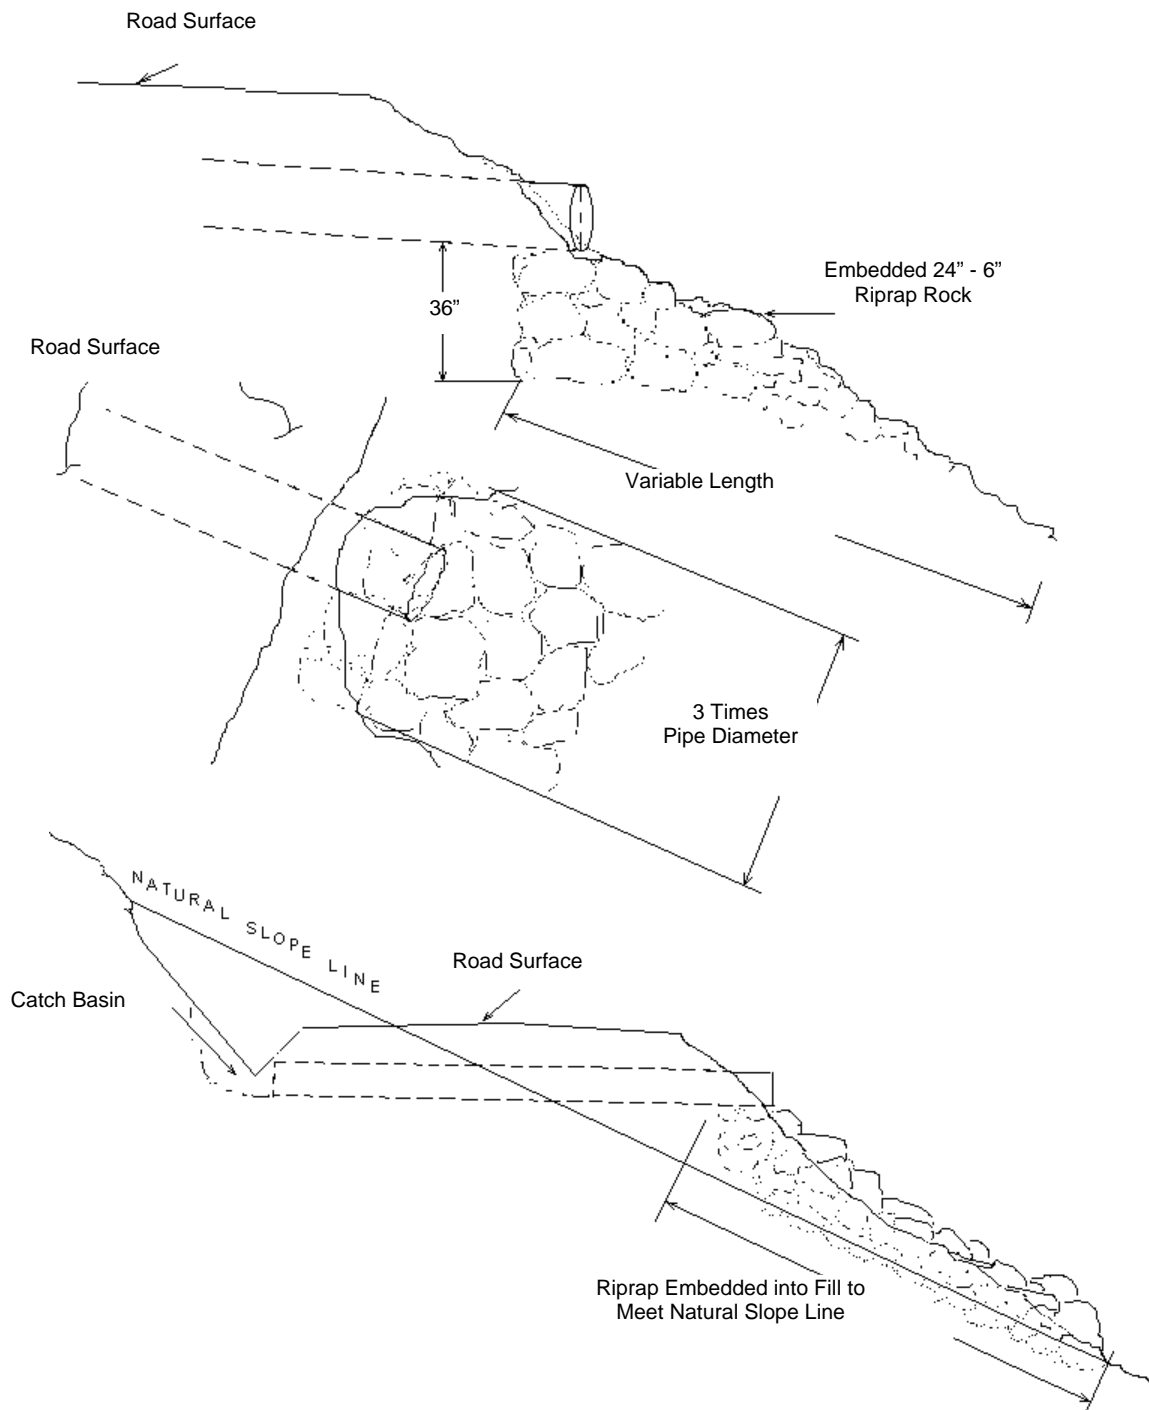 Road Surface
Embedded 24” - 6”
Riprap Rock
36”
Road Surface
Variable Length
3 Times
Pipe Diameter
NATURAL SLOPE LINE
Road Surface
Catch Basin
Riprap Embedded into Fill to
Meet Natural Slope Line